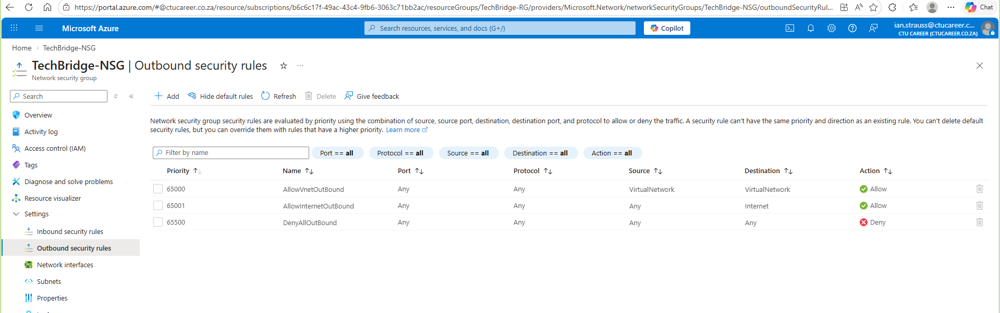 https://portal.azure.com/#@ctucareer.co.za/resource/subscriptions/b6c6c17f-49ac-43c4-9fb6-3063c71bb2ac/resourceGroups/TechBridge-RG/providers/Microsoft.Network/networkSecurityGroups/TechBridge-NSG/outboundSecurityRul...
Chat
Microsoft Azure
Search resources, services, and docs (G+/)
Copilot
ian.strauss@ctucareer.c...
CTU CAREER (CTUCAREER.CO.ZA)
Home > TechBridge-NSG
TechBridge-NSG | Outbound security rules
Network security group
Search
Add
Hide default rules
Refresh
Delete
Give feedback
Overview
Activity log
Access control (IAM)
Tags
Diagnose and solve problems
Resource visualizer
Settings
Inbound security rules
Outbound security rules
Network interfaces
Subnets
Properties
Network security group security rules are evaluated by priority using the combination of source, source port, destination, destination port, and protocol to allow or deny the traffic. A security rule can't have the same priority and direction as an existing rule. You can't delete default
security rules, but you can override them with rules that have a higher priority. Learn more
Filter by name
Port == all
Protocol == all
Source == all
Destination == all
Action == all
Priority Name Port Protocol Source Destination Action
65000 AllowVnetOutBound Any Any VirtualNetwork VirtualNetwork Allow
65001 AllowInternetOutBound Any Any Any Internet Allow
65500 DenyAllOutBound Any Any Any Any Deny